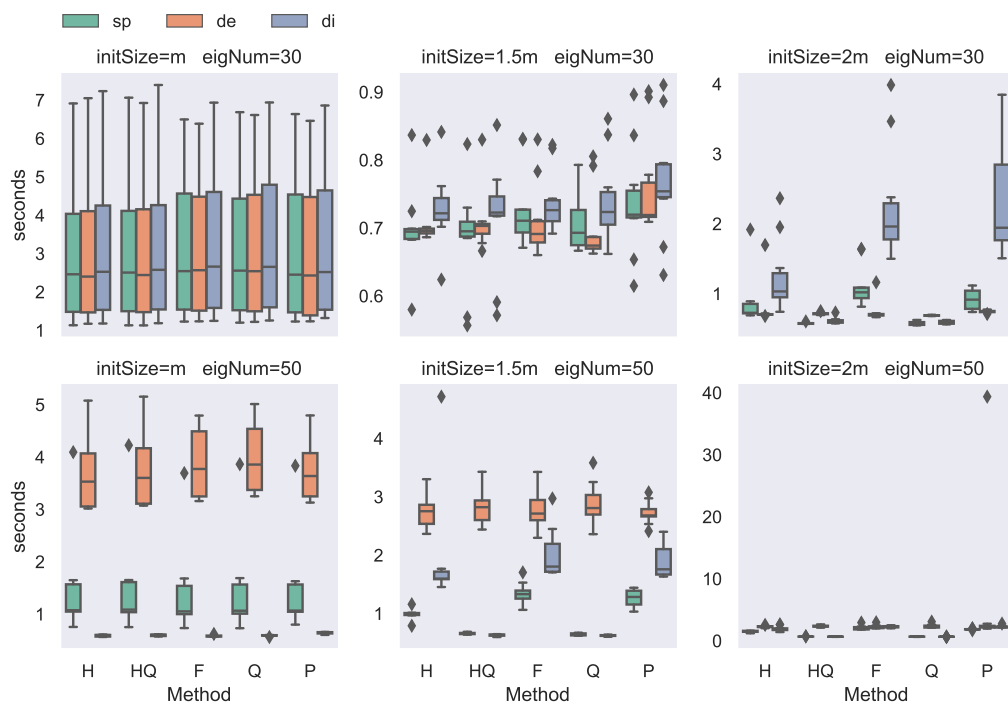 sp de di
initSize=m eigNum=30
initSize=1.5m eigNum=30
initSize=2m eigNum=30
seconds
7
6
5
4
3
2
1
0.9
0.8
0.7
0.6
4
3
2
1
initSize=m eigNum=50
initSize=1.5m eigNum=50
initSize=2m eigNum=50
seconds
5
4
3
2
1
4
3
2
1
40
30
20
10
0
H HQ F Q P
H HQ F Q P
H HQ F Q P
Method
Method
Method